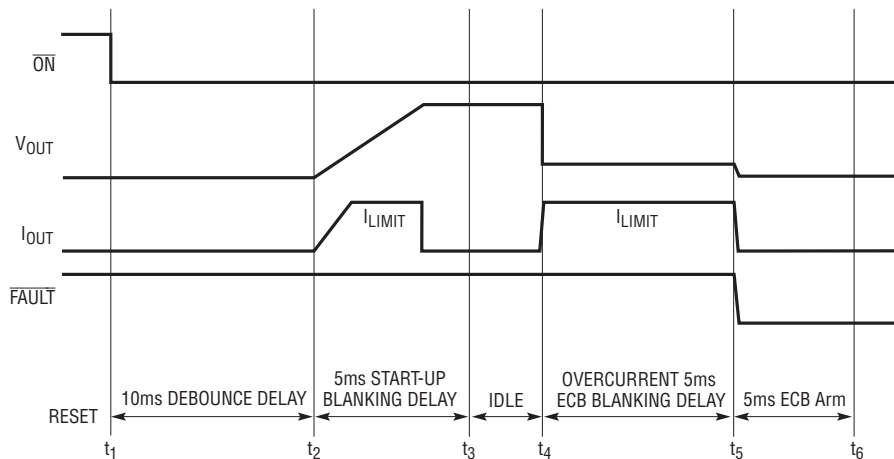 ON
VOUT
IOUT
ILIMIT
ILIMIT
FAULT
10ms DEBOUNCE DELAY
5ms START-UP
BLANKING DELAY
IDLE
OVERCURRENT 5ms
ECB BLANKING DELAY
5ms ECB Arm
RESET
t1
t2
t3
t4
t5
t6